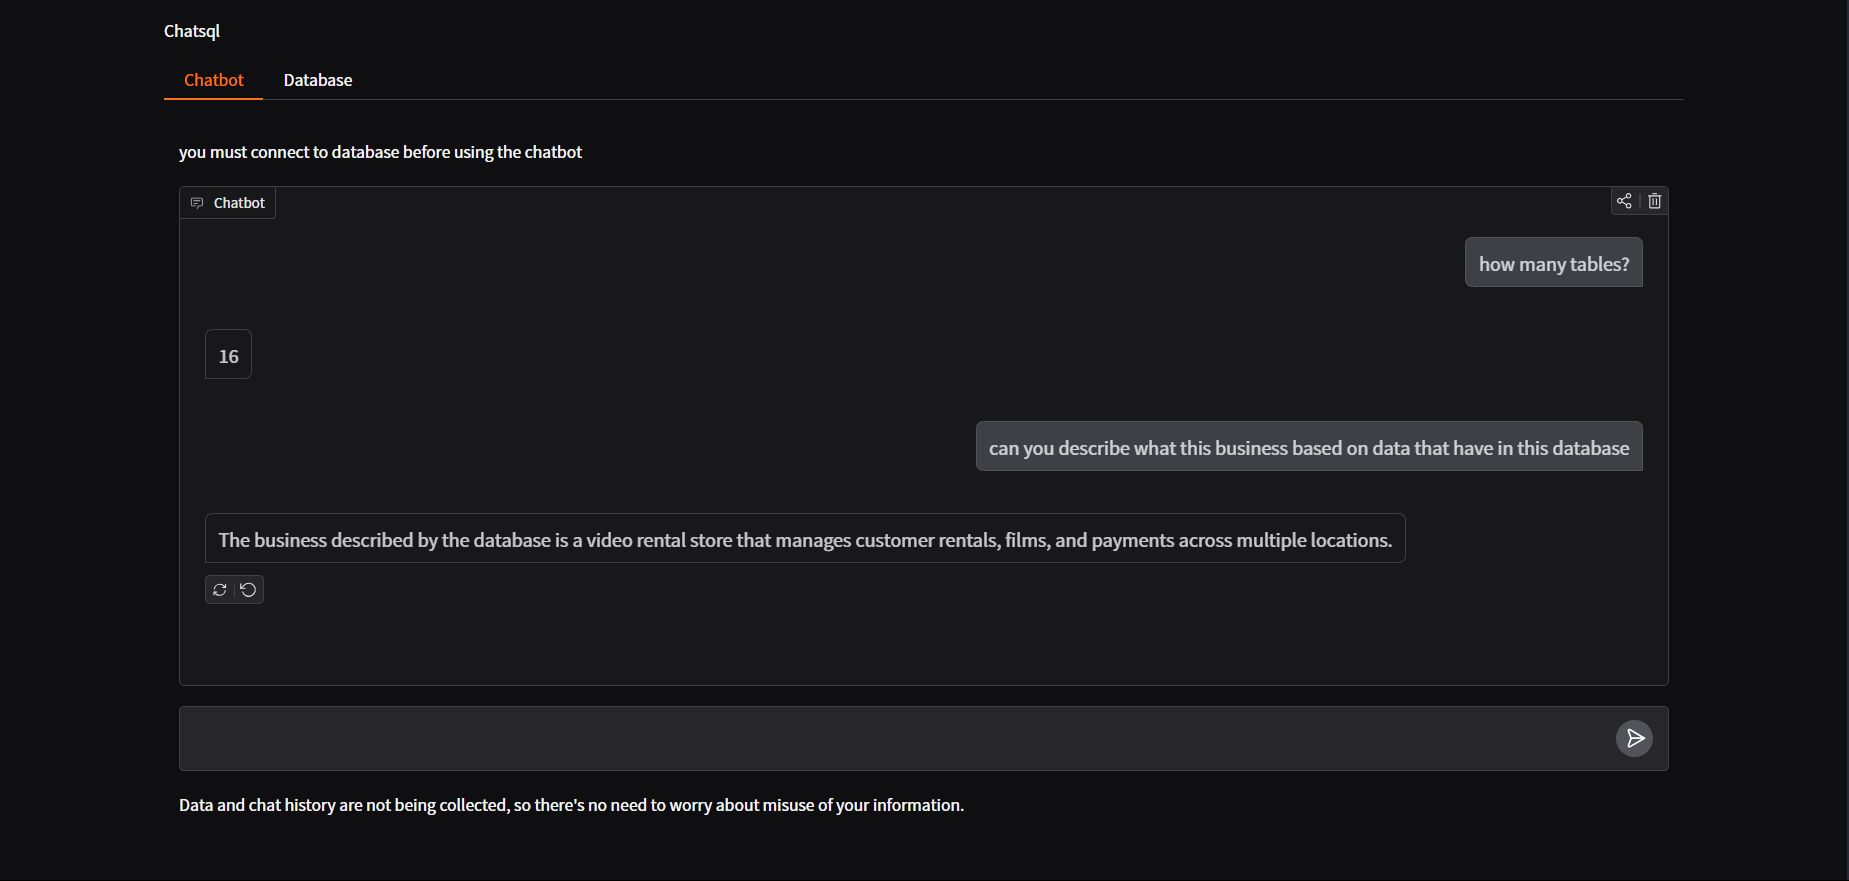 Chatsql
Chatbot Database
you must connect to database before using the chatbot
Chatbot
how many tables?
16
can you describe what this business based on data that have in this database
The business described by the database is a video rental store that manages customer rentals, films, and payments across multiple locations.
Data and chat history are not being collected, so there's no need to worry about misuse of your information.